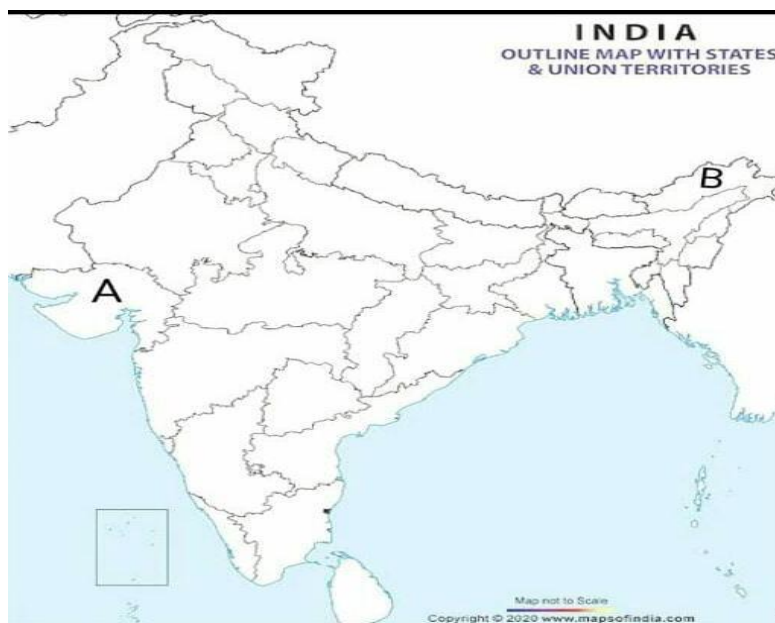 INDIA
OUTLINE MAP WITH STATES
& UNION TERRITORIES
B
A
Map not to Scale
Copyright © 2020 www.mapsofindia.com